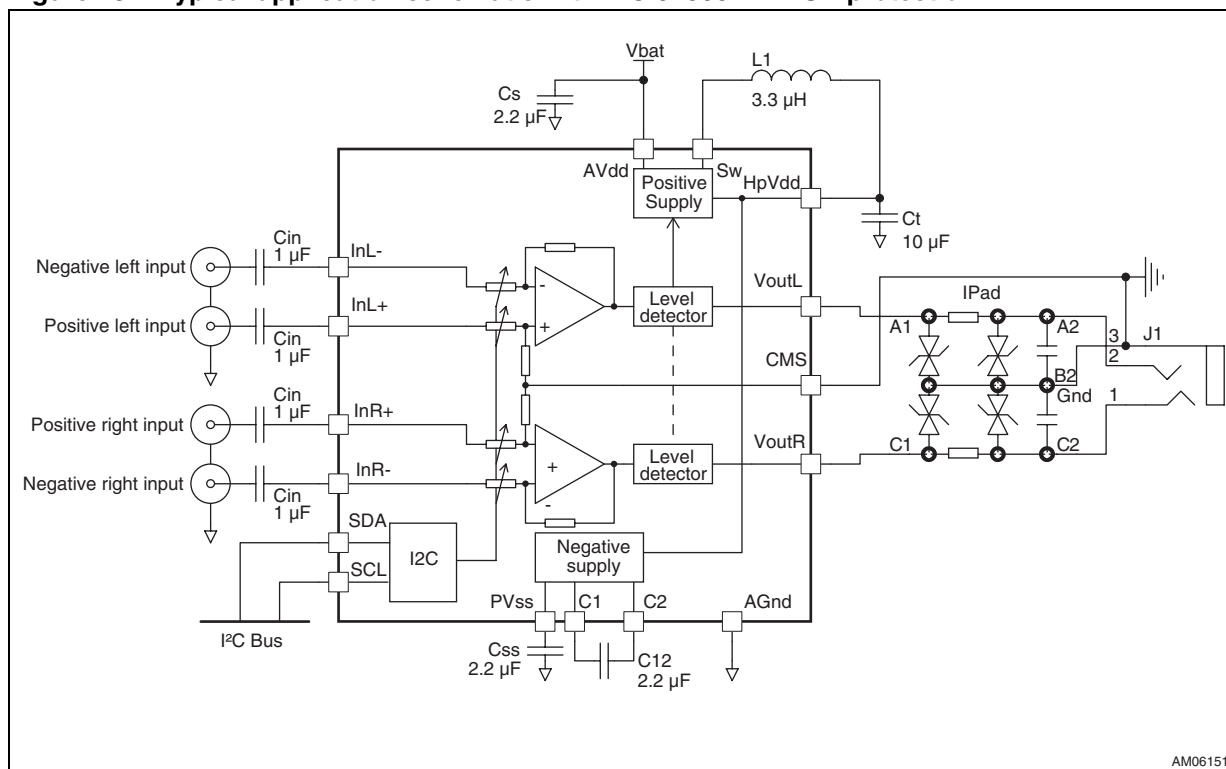 Vbat
L1
3.3 µH
Cs
2.2 µF
AVdd
Sw
Positive
Supply
HpVdd
Ct
10 µF
Cin
1 µF
InL-
Negative left input
-
Level
detector
VoutL
IPad
InL+
Positive left input
+
Cin
1 µF
A1
A2
3
J1
2
CMS
B2
Gnd
1
Cin
1 µF
InR+
Positive right input
+
Level
detector
VoutR
C1
C2
InR-
Negative right input
Cin
1 µF
-
SDA
I2C
Negative
supply
SCL
PVss
C1
C2
AGnd
I²C Bus
Css
2.2 µF
C12
2.2 µF
AM06151